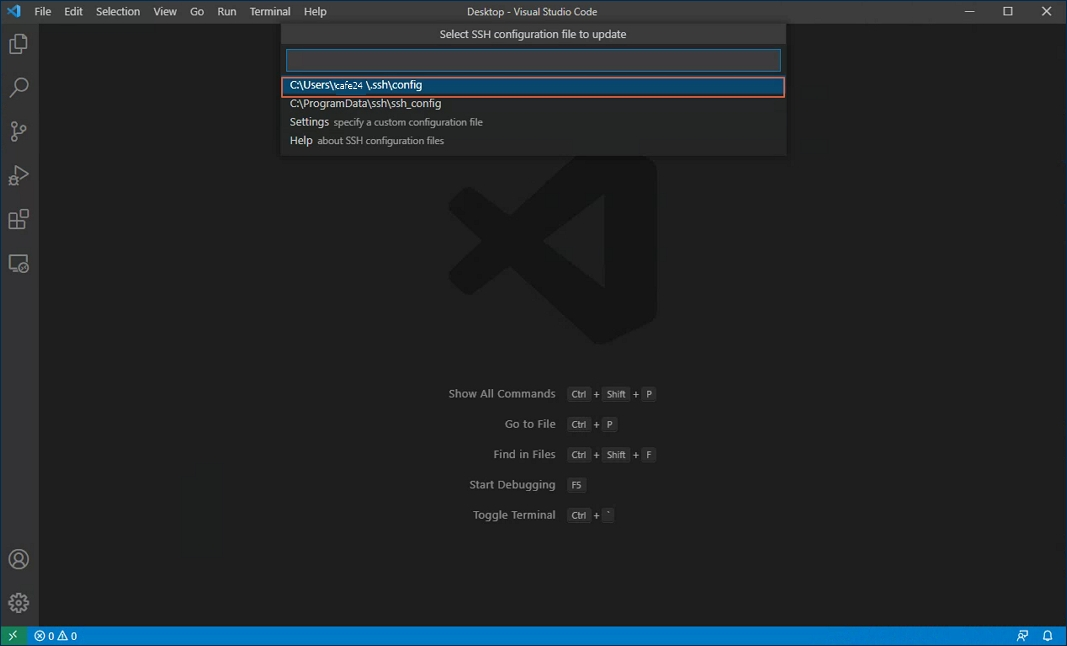 File Edit Selection View Go Run Terminal Help Desktop - Visual Studio Code
Select SSH configuration file to update
C:\Users\\cafe24 \.ssh\config
C:\ProgramData\ssh\ssh_config
Settings specify a custom configuration file
Help about SSH configuration files
Show All Commands Ctrl + Shift + P
Go to File Ctrl + P
Find in Files Ctrl + Shift + F
Start Debugging F5
Toggle Terminal Ctrl + `
0 0